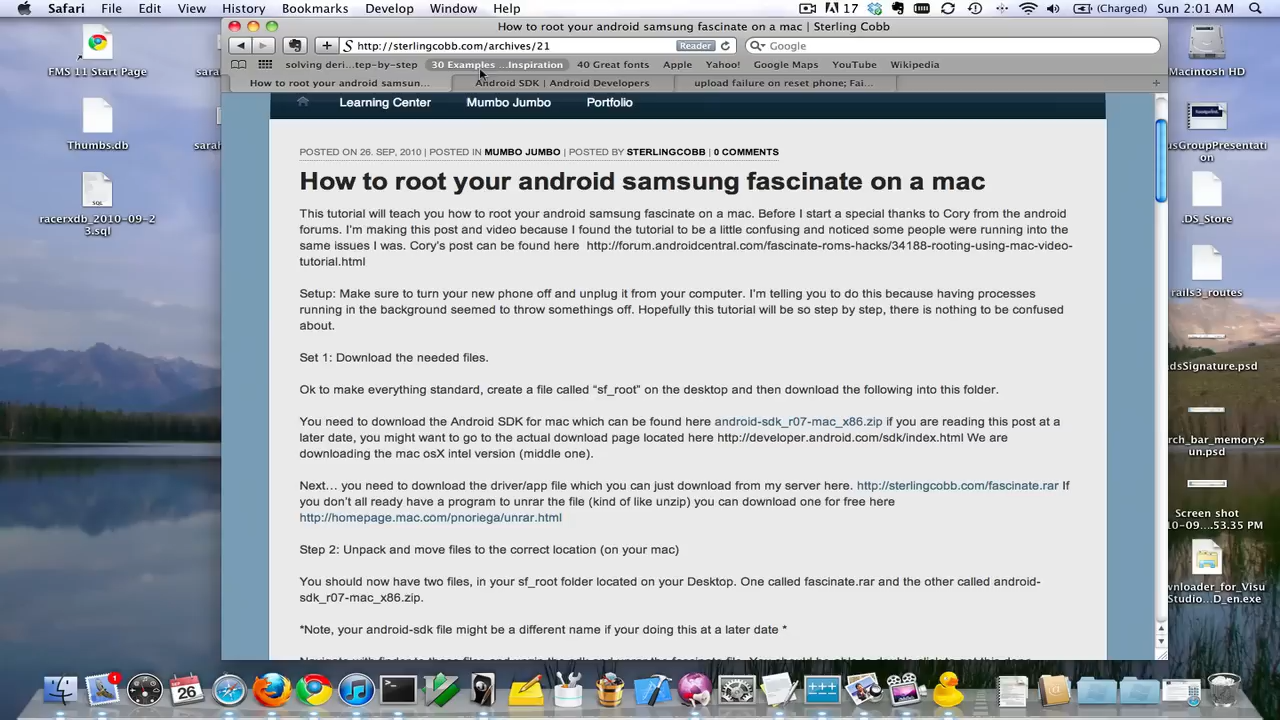 Safari File Edit View History Bookmarks Develop Window Help
A 17 (Charged) Sun 2:01 AM
How to root your android samsung fascinate on a mac | Sterling Cobb
http://sterlingcobb.com/archives/21 Reader Google
solving deri...tep-by-step 30 Examples ...Inspiration 40 Great fonts Apple Yahoo! Google Maps YouTube Wikipedia
How to root your android samsun... Android SDK | Android Developers upload failure on reset phone; Fai...
Learning Center Mumbo Jumbo Portfolio
POSTED ON 26. SEP, 2010 | POSTED IN MUMBO JUMBO | POSTED BY STERLINGCOBB | 0 COMMENTS
How to root your android samsung fascinate on a mac
This tutorial will teach you how to root your android samsung fascinate on a mac. Before I start a special thanks to Cory from the android
forums. I'm making this post and video because I found the tutorial to be a little confusing and noticed some people were running into the
same issues I was. Cory's post can be found here http://forum.androidcentral.com/fascinate-roms-hacks/34188-rooting-using-mac-video-
tutorial.html
Setup: Make sure to turn your new phone off and unplug it from your computer. I'm telling you to do this because having processes
running in the background seemed to throw somethings off. Hopefully this tutorial will be so step by step, there is nothing to be confused
about.
Set 1: Download the needed files.
Ok to make everything standard, create a file called “sf_root” on the desktop and then download the following into this folder.
You need to download the Android SDK for mac which can be found here android-sdk_r07-mac_x86.zip if you are reading this post at a
later date, you might want to go to the actual download page located here http://developer.android.com/sdk/index.html We are
downloading the mac osX intel version (middle one).
Next… you need to download the driver/app file which you can just download from my server here. http://sterlingcobb.com/fascinate.rar If
you don't all ready have a program to unrar the file (kind of like unzip) you can download one for free here
http://homepage.mac.com/pnoriega/unrar.html
Step 2: Unpack and move files to the correct location (on your mac)
You should now have two files, in your sf_root folder located on your Desktop. One called fascinate.rar and the other called android-
sdk_r07-mac_x86.zip.
*Note, your android-sdk file might be a different name if your doing this at a later date *
FMS 11 Start Page
Thumbs.db
racerxdb_2010-09-2
3.sql
sara
sarah
Macintosh HD
usGroupPresentati
on
.DS_Store
rails3_routes
dsSignature.psd
rch_bar_memorys
un.psd
Screen shot
10-09...53.35 PM
wnloader_for_Visu
Studio...D_en.exe
SEP
26
1